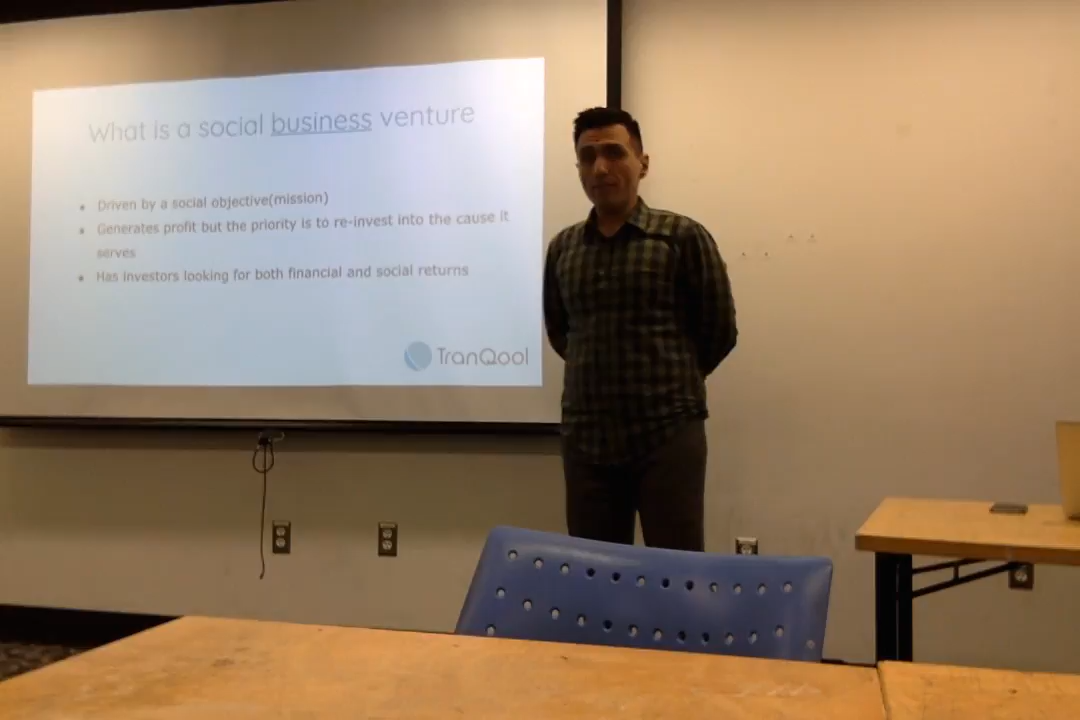 What is a social business venture
Driven by a social objective(mission)
Generates profit but the priority is to re-invest into the cause it
serves
Has investors looking for both financial and social returns
TranQool